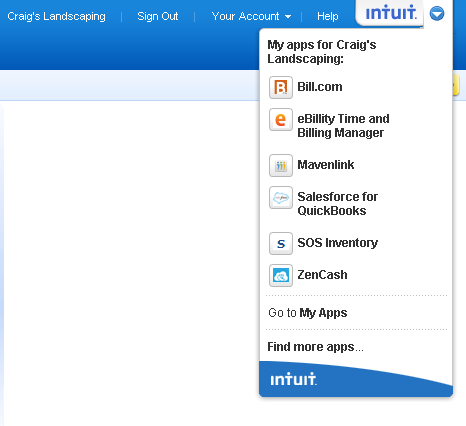 Craig's Landscaping | Sign Out | Your Account | Help
INTUIT.
My apps for Craig's
Landscaping:
Bill.com
eBillity Time and
Billing Manager
Mavenlink
Salesforce for
QuickBooks
SOS Inventory
ZenCash
Go to My Apps
Find more apps...
INTUIT.